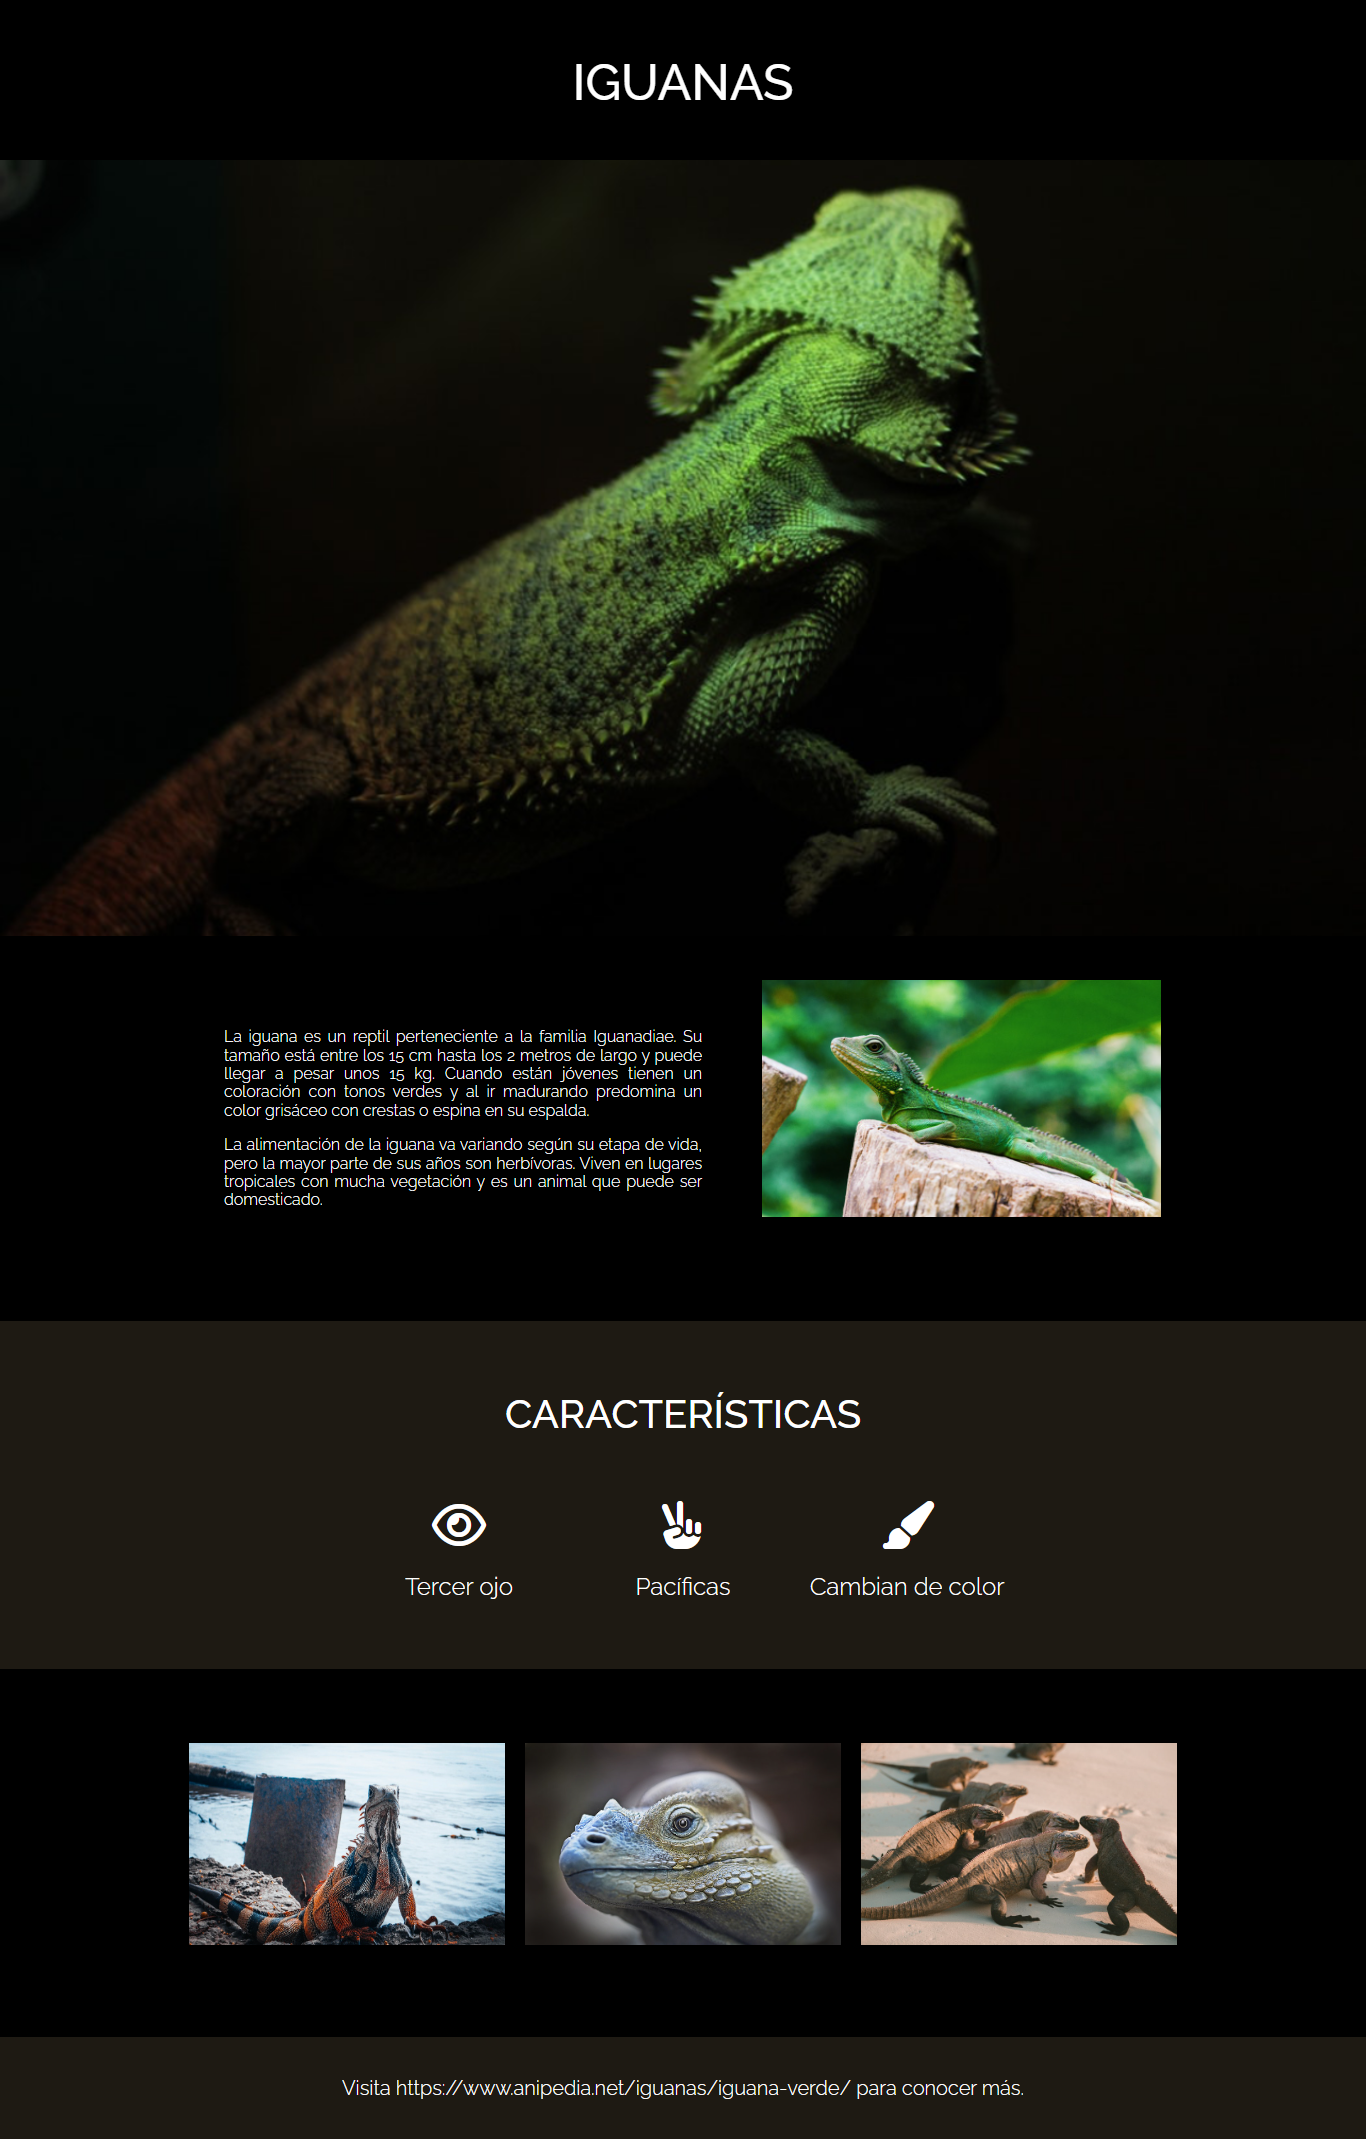 IGUANAS
La iguana es un reptil perteneciente a la familia Iguanadiae. Su
tamaño está entre los 15 cm hasta los 2 metros de largo y puede
llegar a pesar unos 15 kg. Cuando están jóvenes tienen un
coloración con tonos verdes y al ir madurando predomina un
color grisáceo con crestas o espina en su espalda.
La alimentación de la iguana va variando según su etapa de vida,
pero la mayor parte de sus años son herbívoras. Viven en lugares
tropicales con mucha vegetación y es un animal que puede ser
domesticado.
CARACTERÍSTICAS
Tercer ojo
Pacíficas
Cambian de color
Visita https://www.anipedia.net/iguanas/iguana-verde/ para conocer más.